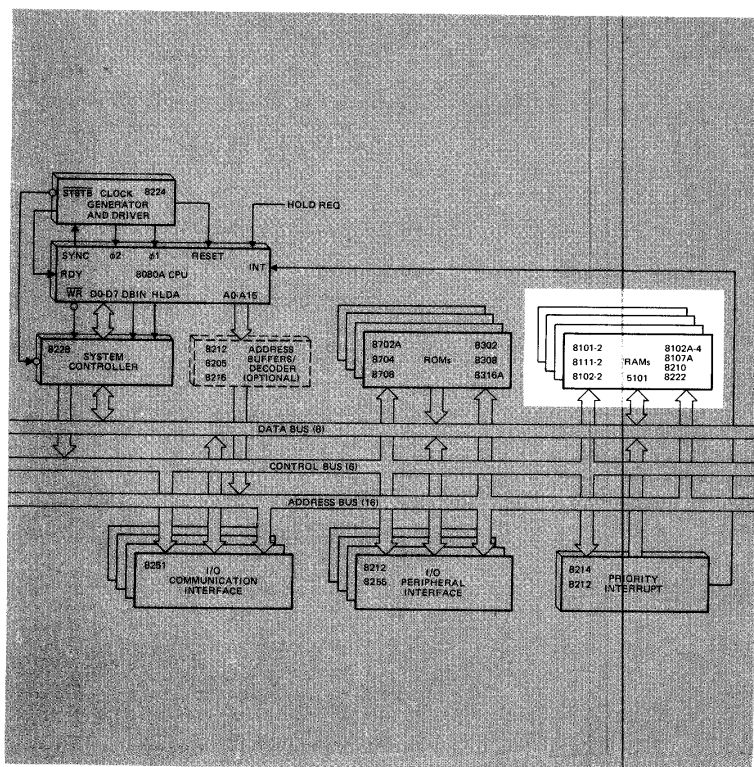 STSTB CLOCK 8224
GENERATOR
AND DRIVER
HOLD REQ
SYNC ϕ2 ϕ1 RESET
INT
RDY 8080A CPU
WR D0-D7 DBIN HLDA A0-A15
8228
SYSTEM
CONTROLLER
8212 ADDRESS
8205 BUFFERS/
DECODER
8216 (OPTIONAL)
8702A 8302
8704 ROMs 8308
8708 8316A
8101-2 8102A-4
8111-2 RAMs 8107A
8102-2 5101 8210
8222
DATA BUS (8)
CONTROL BUS (6)
ADDRESS BUS (16)
8251 I/O
COMMUNICATION
INTERFACE
8212 I/O
8255 PERIPHERAL
INTERFACE
8214
8212 PRIORITY
INTERRUPT